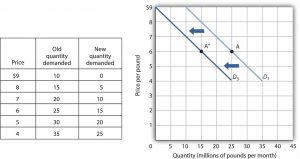 Price
Old quantity demanded
New quantity demanded
$9 10 0
8 15 5
7 20 10
6 25 15
5 30 20
4 35 25
Price per pound
$9
8
7
6
5
4
3
2
1
A'
A
D₃
D₁
0 5 10 15 20 25 30 35 40 45
Quantity (millions of pounds per month)